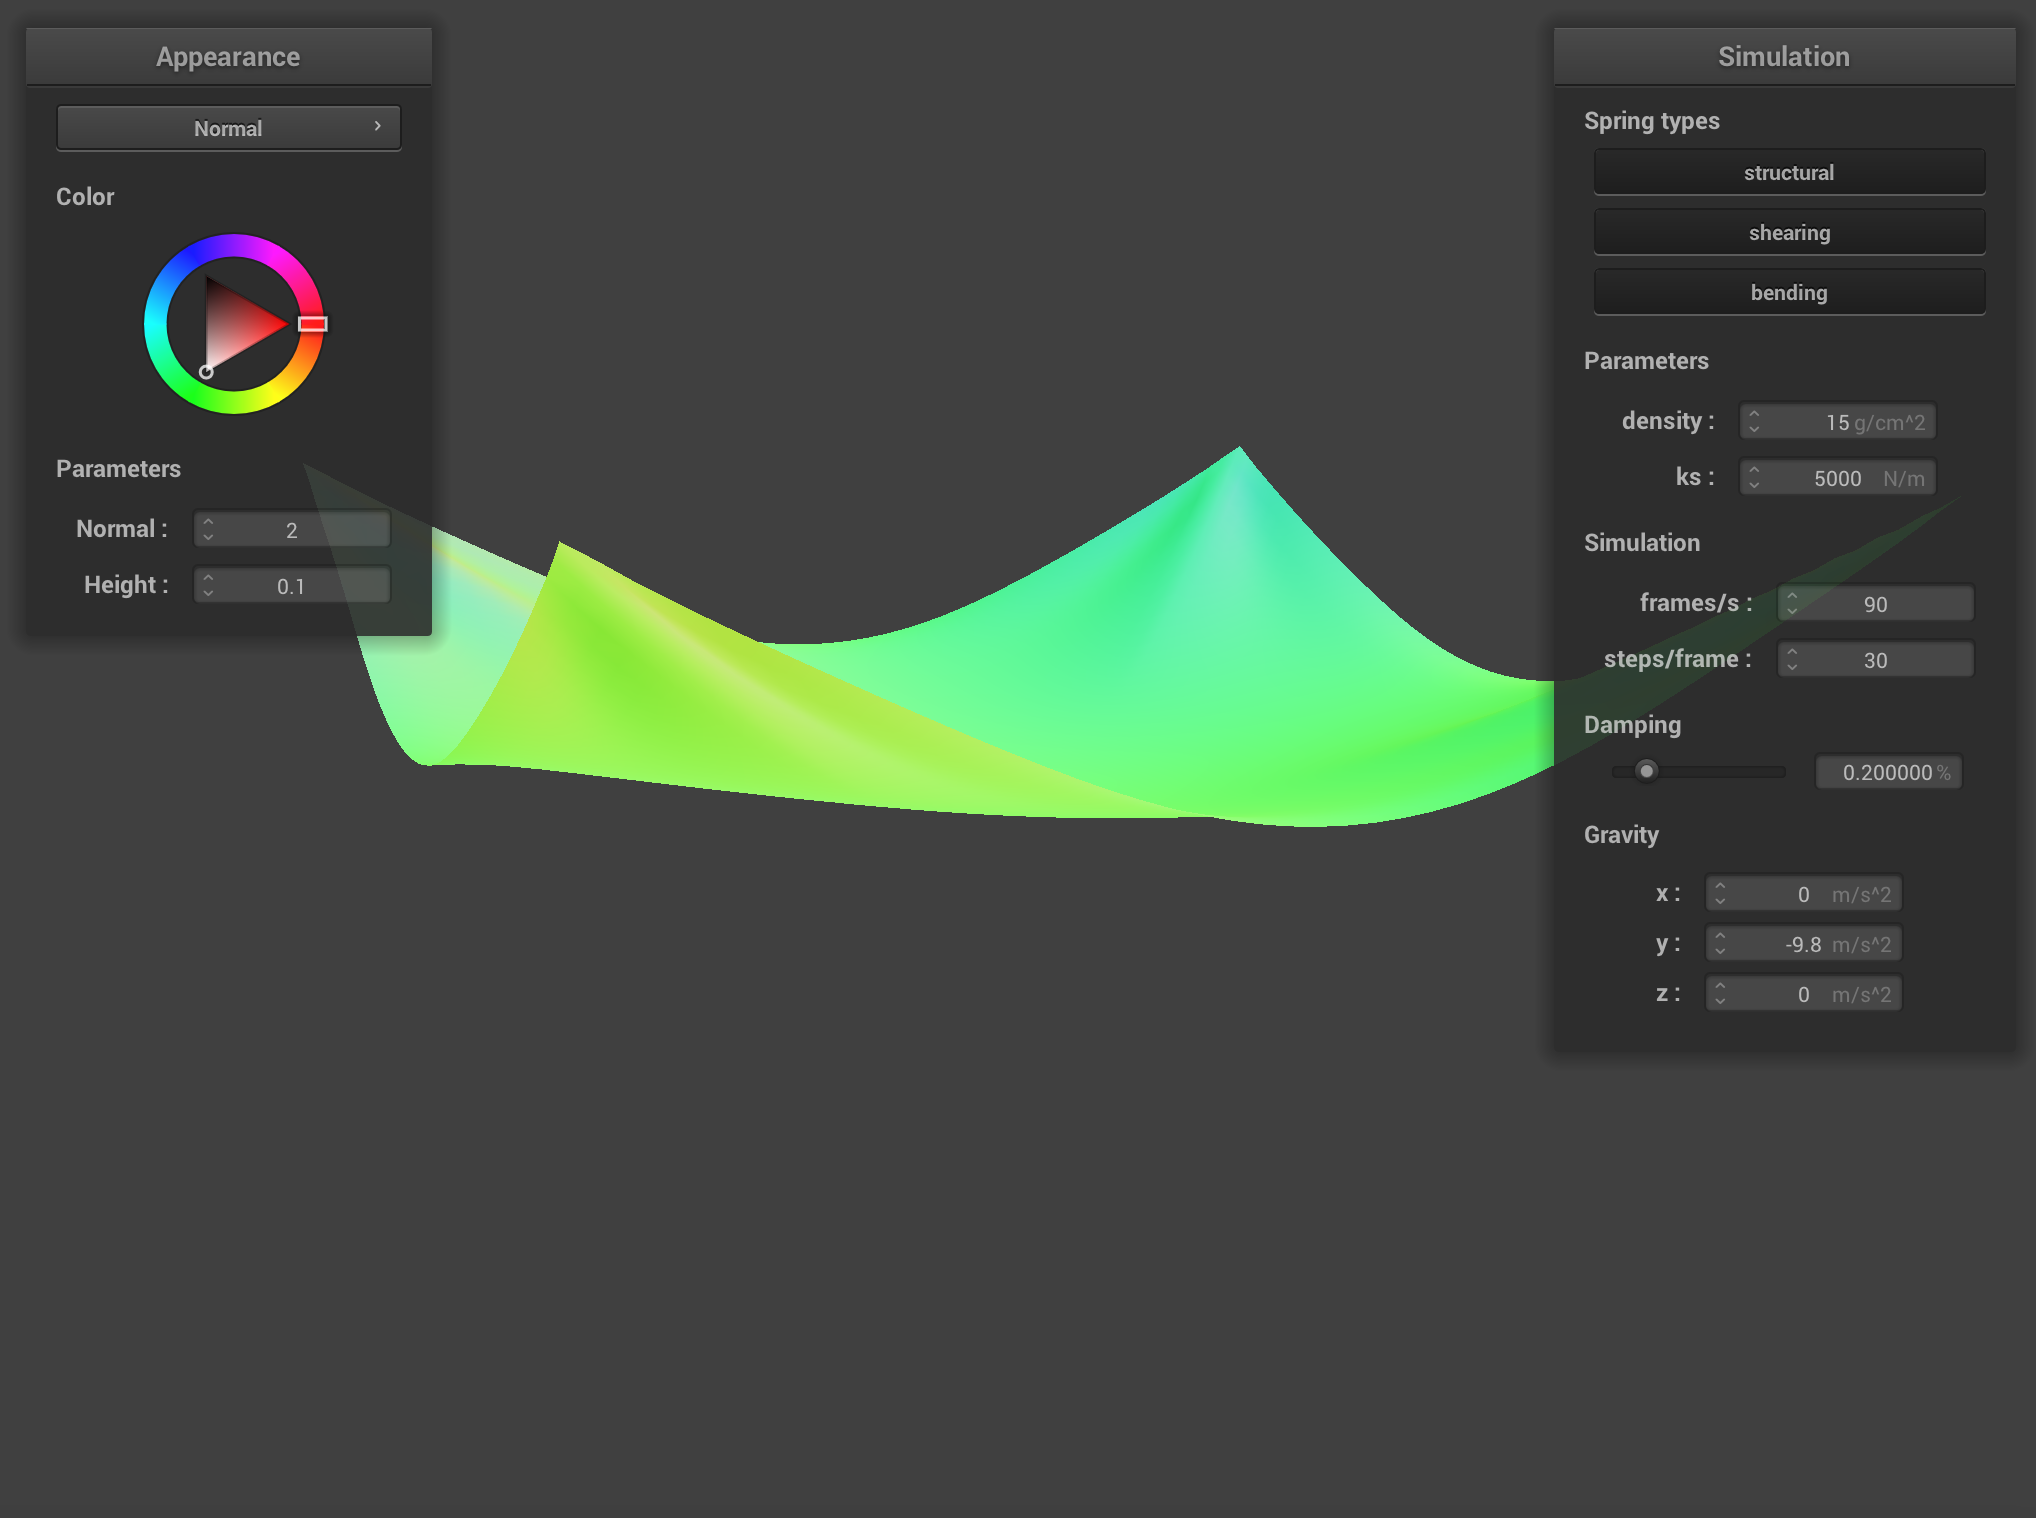 Appearance
Normal
Color
Parameters
Normal : 2
Height : 0.1
Simulation
Spring types
structural
shearing
bending
Parameters
density : 15 g/cm^2
ks : 5000 N/m
Simulation
frames/s : 90
steps/frame : 30
Damping
0.200000 %
Gravity
x : 0 m/s^2
y : -9.8 m/s^2
z : 0 m/s^2